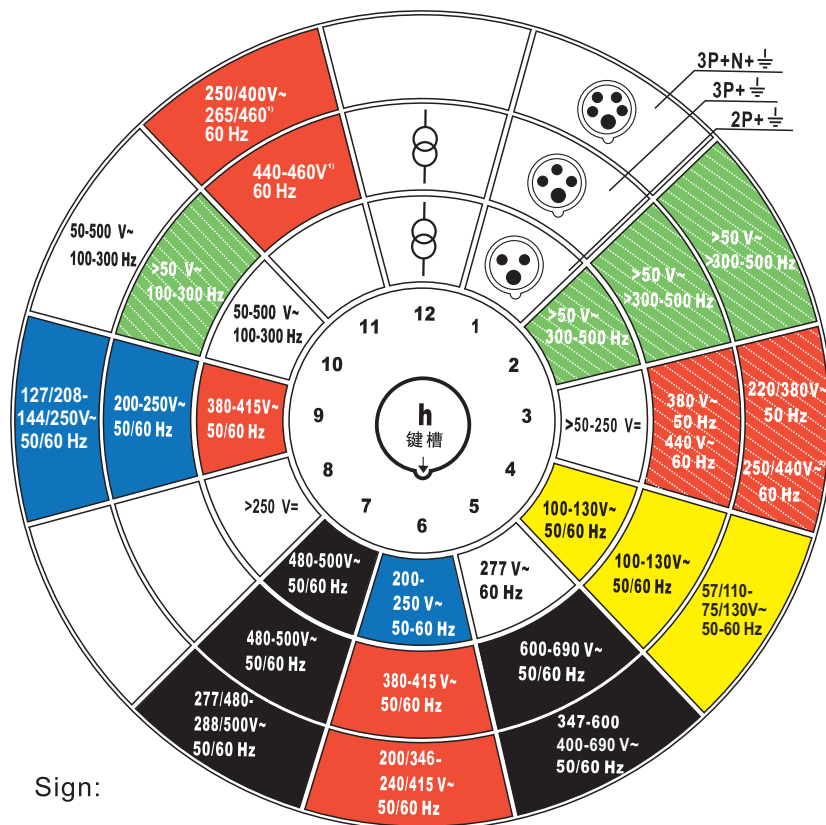 3P+N+
3P+
2P+
250/400V~
265/460¹⁾
60 Hz
440-460V¹⁾
60 Hz
50-500 V~
100-300 Hz
>50 V~
100-300 Hz
50-500 V~
100-300 Hz
>50 V~
>300-500 Hz
>50 V~
>300-500 Hz
>50 V~
300-500 Hz
12
1
2
3
4
5
6
7
8
9
10
11
h
键槽
127/208-
144/250V~
50/60 Hz
200-250V~
50/60 Hz
380-415V~
50/60 Hz
>50-250 V=
380 V~
50 Hz
440 V~
60 Hz
220/380V~
50 Hz
250/440V~²⁾
60 Hz
>250 V=
480-500V~
50/60 Hz
200-
250 V~
50-60 Hz
277 V~
60 Hz
100-130V~
50/60 Hz
100-130V~
50/60 Hz
57/110-
75/130V~
50-60 Hz
480-500V~
50/60 Hz
380-415 V~
50/60 Hz
600-690 V~
50/60 Hz
277/480-
288/500V~
50/60 Hz
200/346-
240/415 V~
50/60 Hz
347-600
400-690 V~
50/60 Hz
Sign: